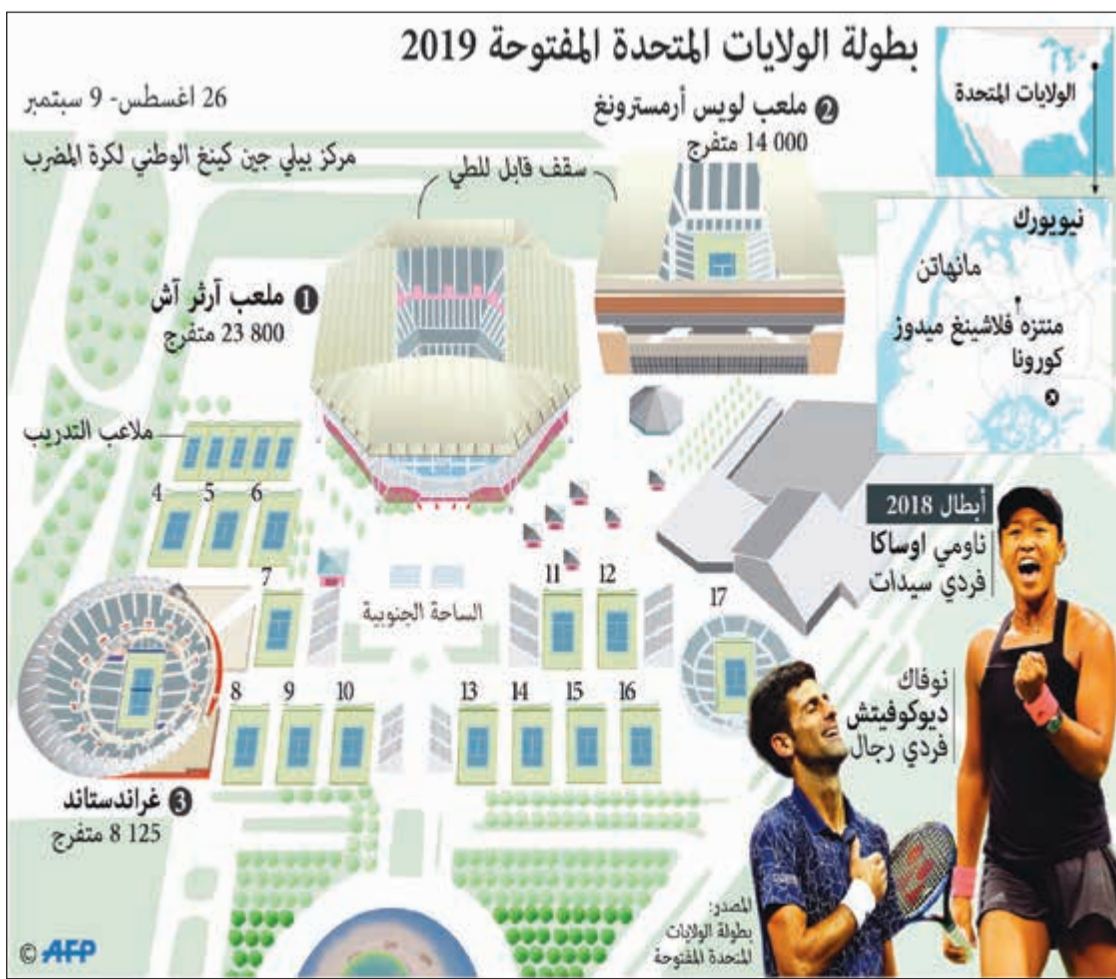 بطولة الولايات المتحدة المفتوحة 2019
26 اغسطس- 9 سبتمبر
مركز بيلي جين كينغ الوطني لكرة المضرب
الولايات المتحدة
نيويورك
مانهاتن
منتزه فلاشينغ ميدوز
كورونا
❷ ملعب لويس أرمسترونغ
14 000 متفرج
سقف قابل للطي
❶ ملعب آرثر آش
23 800 متفرج
ملاعب التدريب
4 5 6
7
11 12
17
الساحة الجنوبية
8 9 10 13 14 15 16
❸ غراندستاند
8 125 متفرج
أبطال 2018
ناومي اوساكا
فردي سيدات
نوفاك
ديوكوفيتش
فردي رجال
المصدر:
بطولة الولايات
المتحدة المفتوحة
© AFP